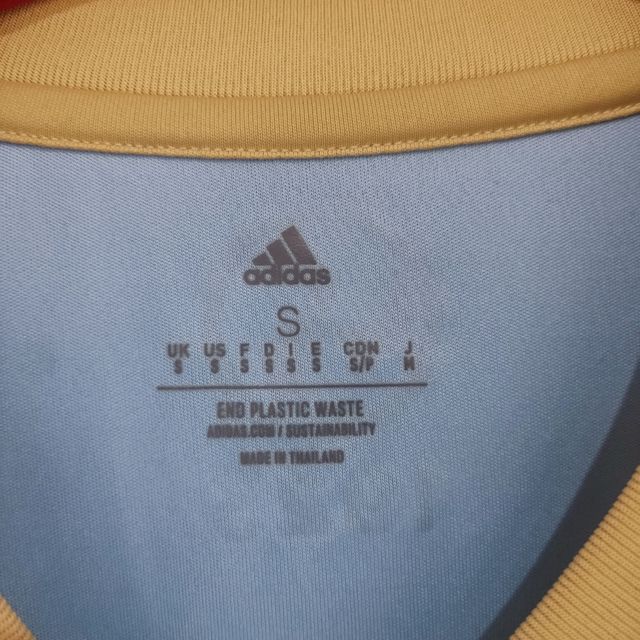 adidas
S
UK US F D I E CDN J
S S S S S S S/P M
END PLASTIC WASTE
ADIDAS.COM / SUSTAINABILITY
MADE IN THAILAND